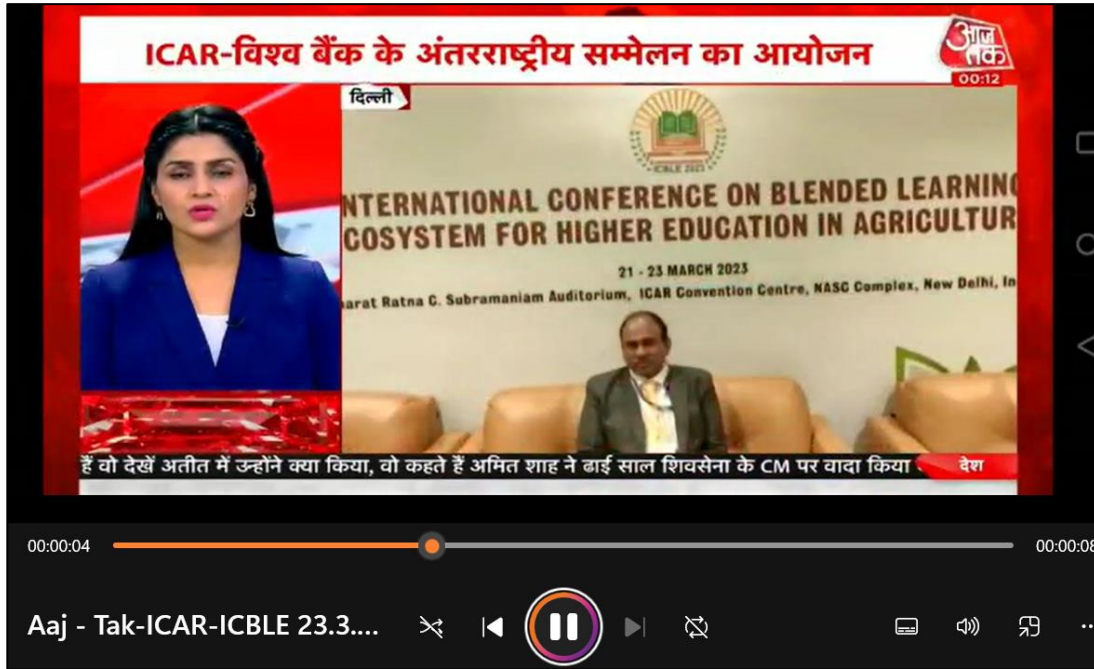 ICAR-विश्व बैंक के अंतरराष्ट्रीय सम्मेलन का आयोजन
आज
तक
00:12
दिल्ली
ICBLE 2023
NTERNATIONAL CONFERENCE ON BLENDED LEARNING
COSYSTEM FOR HIGHER EDUCATION IN AGRICULTUR
21 - 23 MARCH 2023
arat Ratna C. Subramaniam Auditorium, ICAR Convention Centre, NASC Complex, New Delhi, In
हैं वो देखें अतीत में उन्होंने क्या किया, वो कहते हैं अमित शाह ने ढाई साल शिवसेना के CM पर वादा किया
देश
00:00:04
00:00:08
Aaj - Tak-ICAR-ICBLE 23.3....